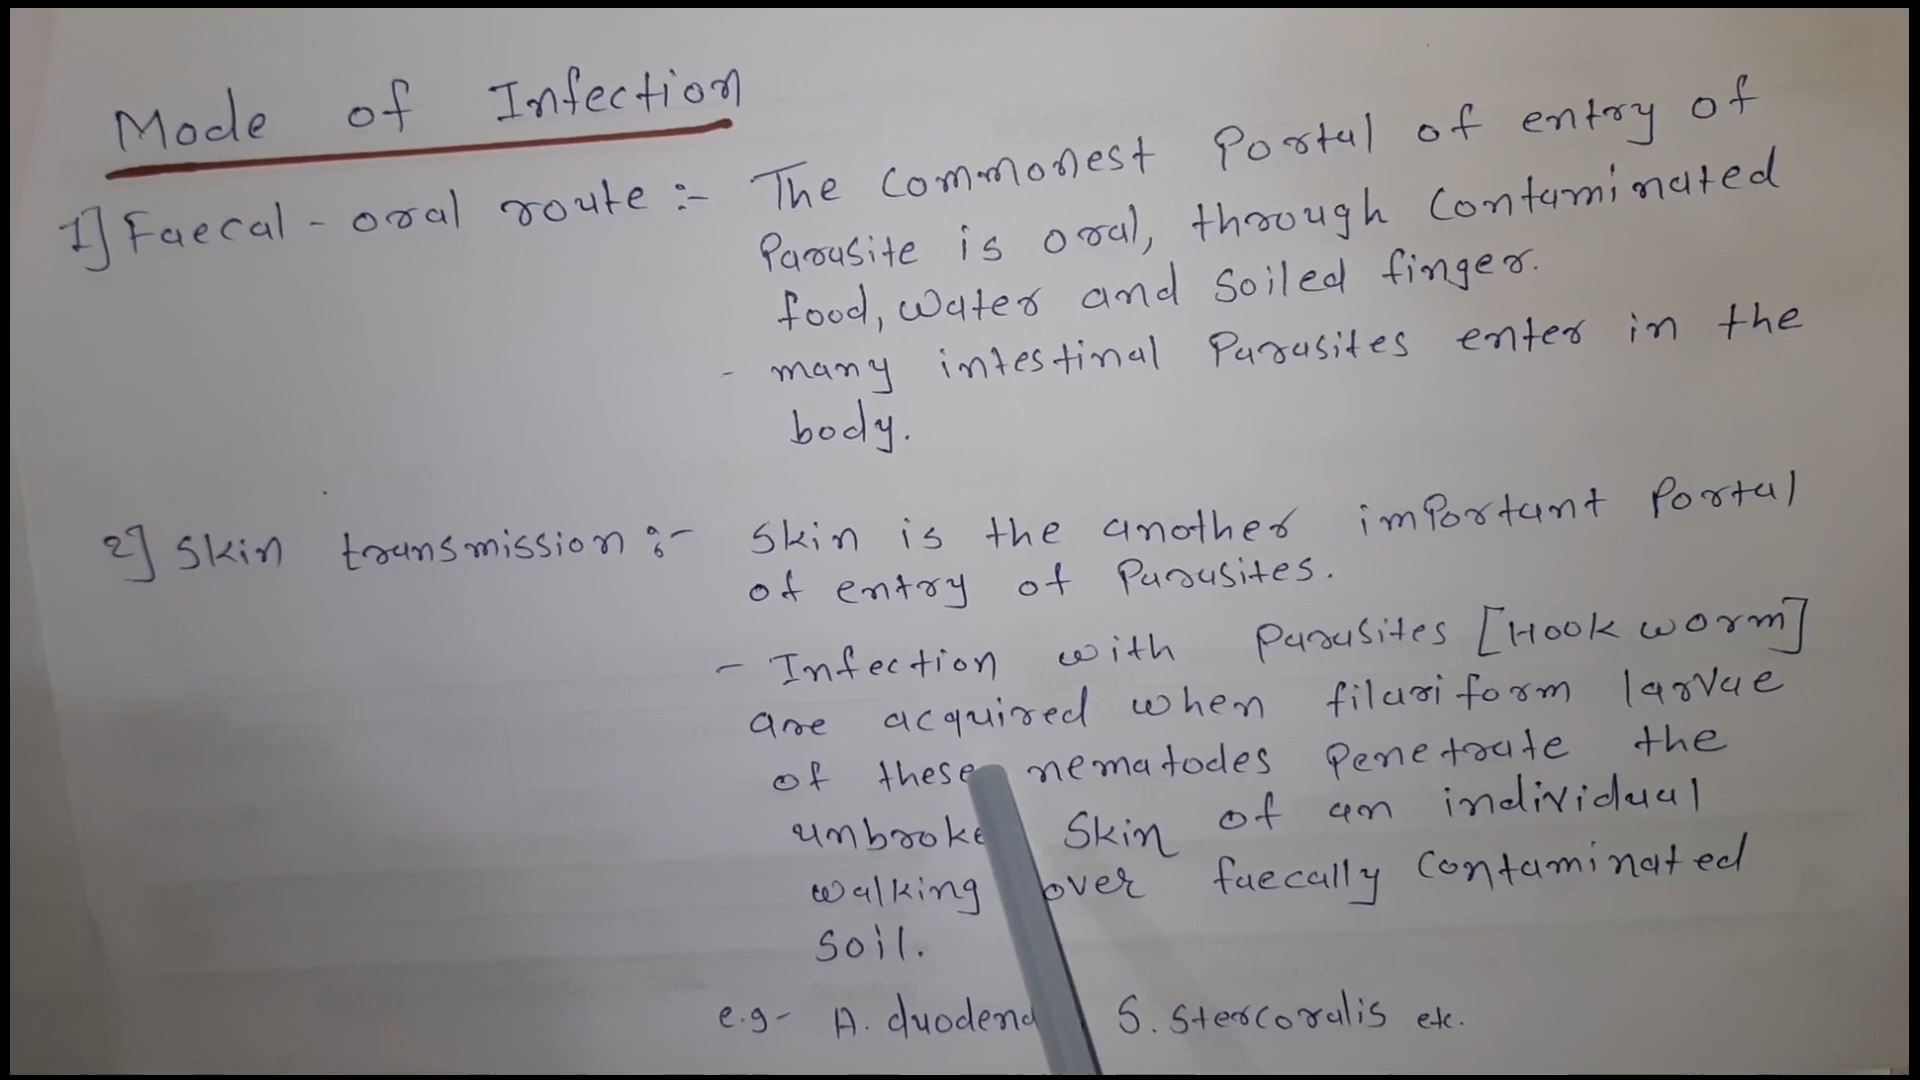 Mode of Infection
1] Faecal - oral route :- The commonest Portal of entry of
Parasite is oral, through contaminated
food, water and soiled finger.
- many intestinal Parasites enter in the
body.
2] Skin transmission :- Skin is the another important Portal
of entry of Parasites.
- Infection with Parasites [Hook worm]
are acquired when filariform larvae
of these nematodes Penetrate the
unbroke Skin of an individual
walking over faecally contaminated
soil.
e.g- A. duodena S. Stercoralis etc.